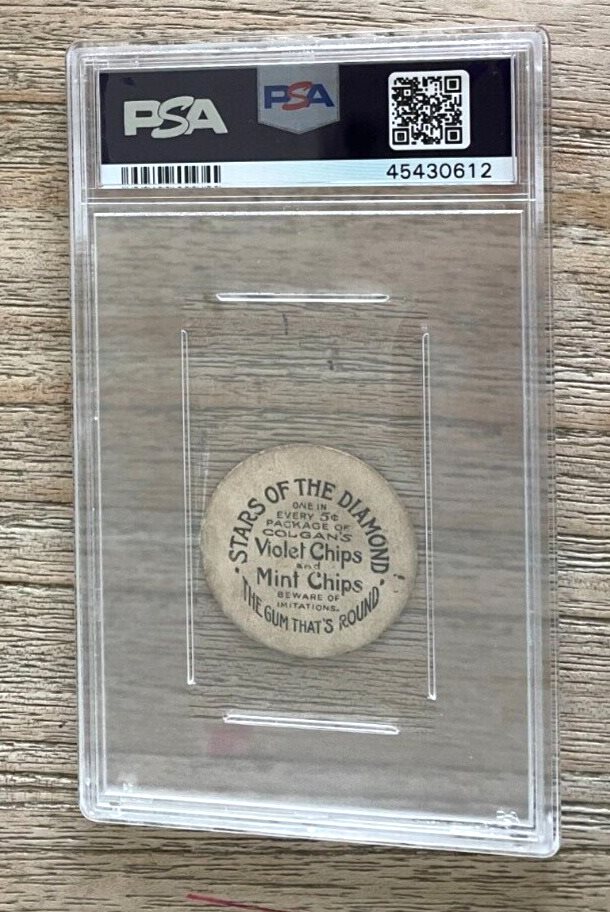 PSA PSA
45430612
STARS OF THE DIAMOND
ONE IN
EVERY 5¢
PACKAGE OF
COLGAN'S
Violet Chips
and
Mint Chips
BEWARE OF
IMITATIONS.
THE GUM THAT'S ROUND